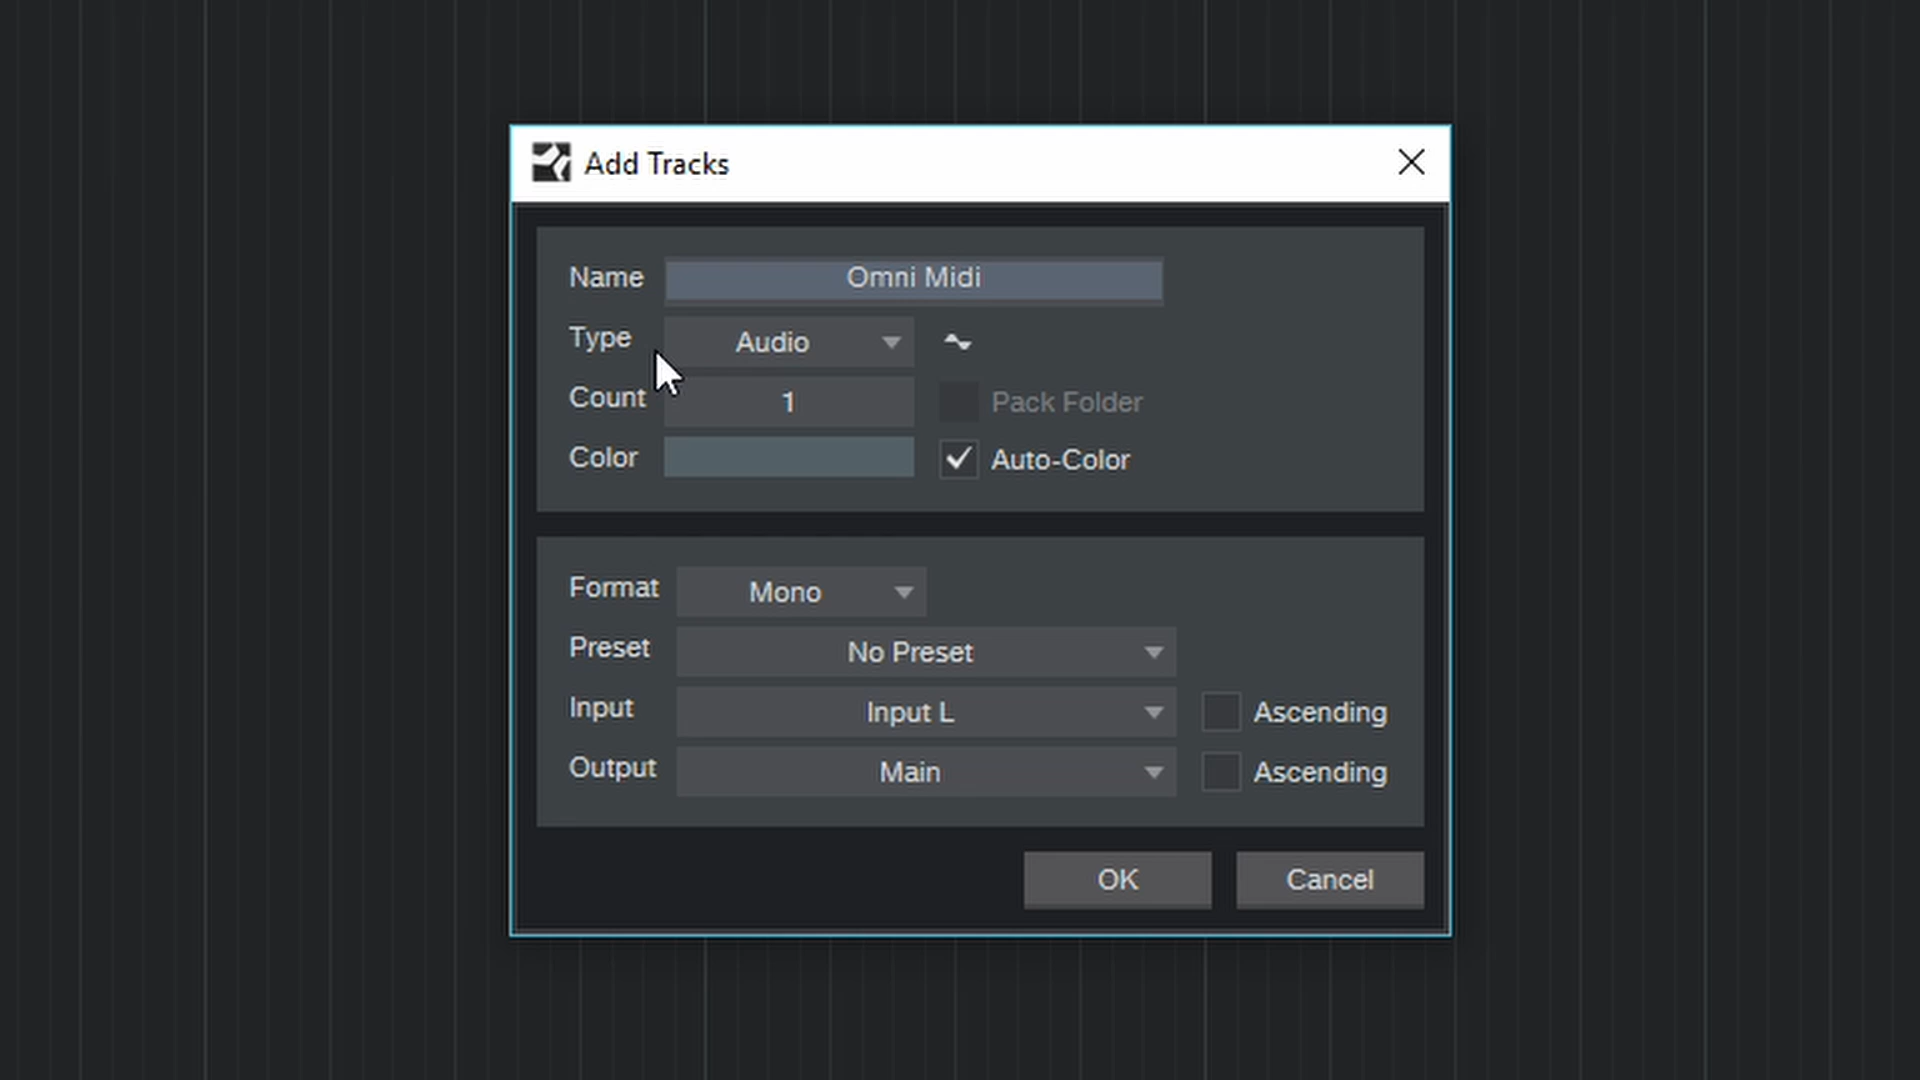 Add Tracks
Name Omni Midi
Type Audio
Count 1 Pack Folder
Color Auto-Color
Format Mono
Preset No Preset
Input Input L Ascending
Output Main Ascending
OK Cancel